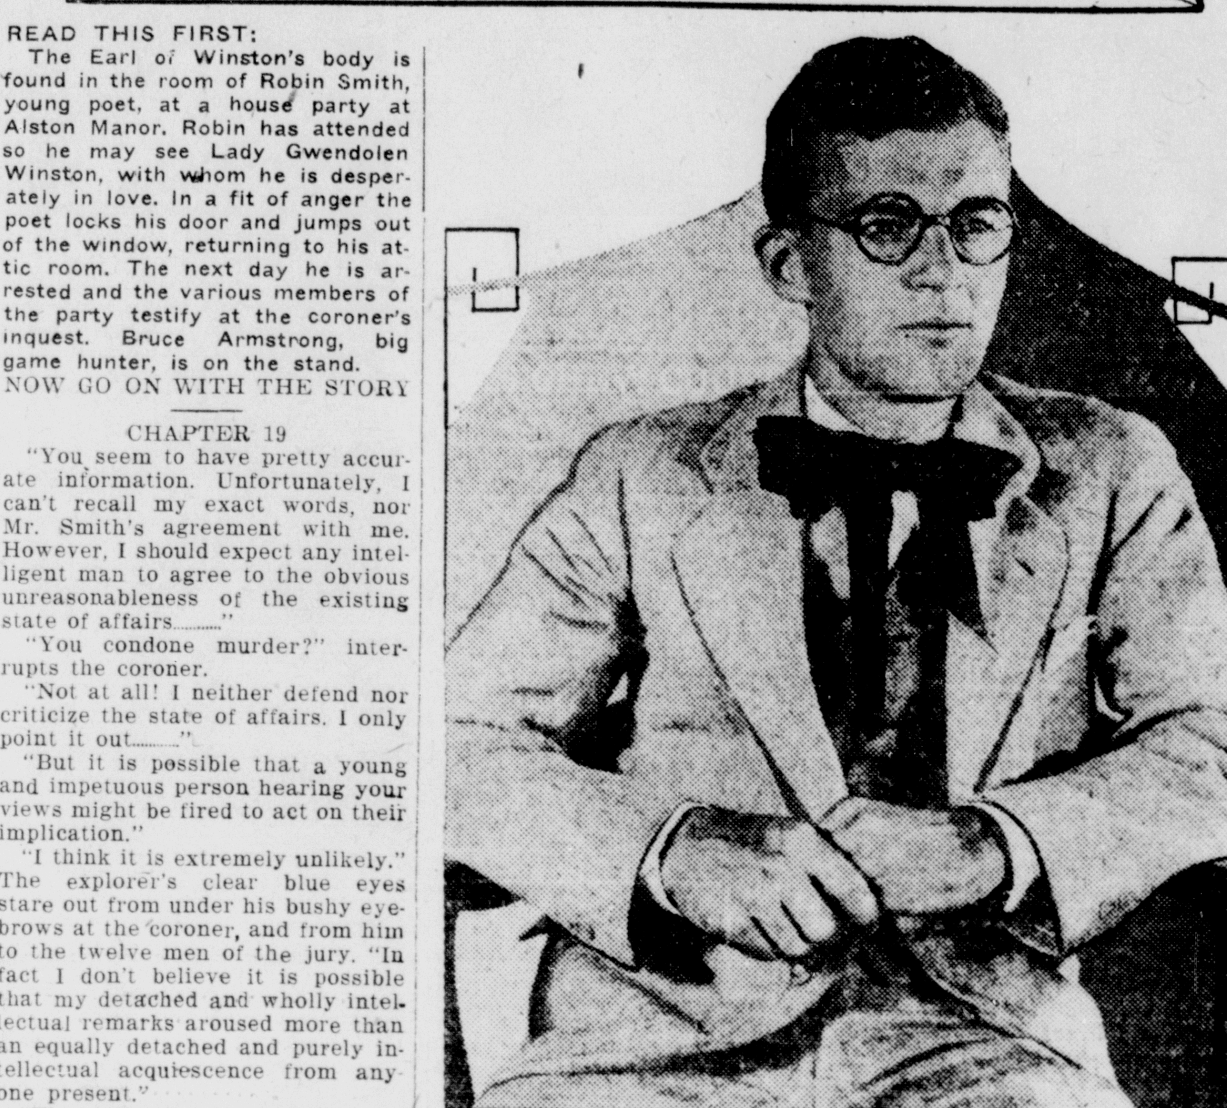 READ THIS FIRST:
The Earl of Winston's body is
found in the room of Robin Smith,
young poet, at a house party at
Alston Manor. Robin has attended
so he may see Lady Gwendolen
Winston, with whom he is desper-
ately in love. In a fit of anger the
poet locks his door and jumps out
of the window, returning to his at-
tic room. The next day he is ar-
rested and the various members of
the party testify at the coroner's
inquest. Bruce Armstrong, big
game hunter, is on the stand.
NOW GO ON WITH THE STORY
CHAPTER 19
"You seem to have pretty accur-
ate information. Unfortunately, I
can't recall my exact words, nor
Mr. Smith's agreement with me.
However, I should expect any intel-
ligent man to agree to the obvious
unreasonableness of the existing
state of affairs..........."
"You condone murder?" inter-
rupts the coroner.
"Not at all! I neither defend nor
criticize the state of affairs. I only
point it out..........."
"But it is possible that a young
and impetuous person hearing your
views might be fired to act on their
implication."
"I think it is extremely unlikely."
The explorer's clear blue eyes
stare out from under his bushy eye-
brows at the coroner, and from him
to the twelve men of the jury. "In
fact I don't believe it is possible
that my detached and wholly intel-
lectual remarks aroused more than
an equally detached and purely in-
tellectual acquiescence from any-
one present."